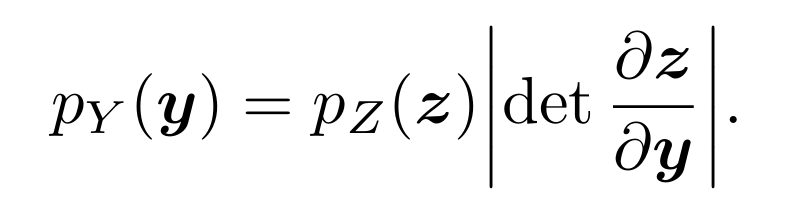 p_Y(𝒚) = p_Z(𝒛)|det ∂𝒛/∂𝒚|.